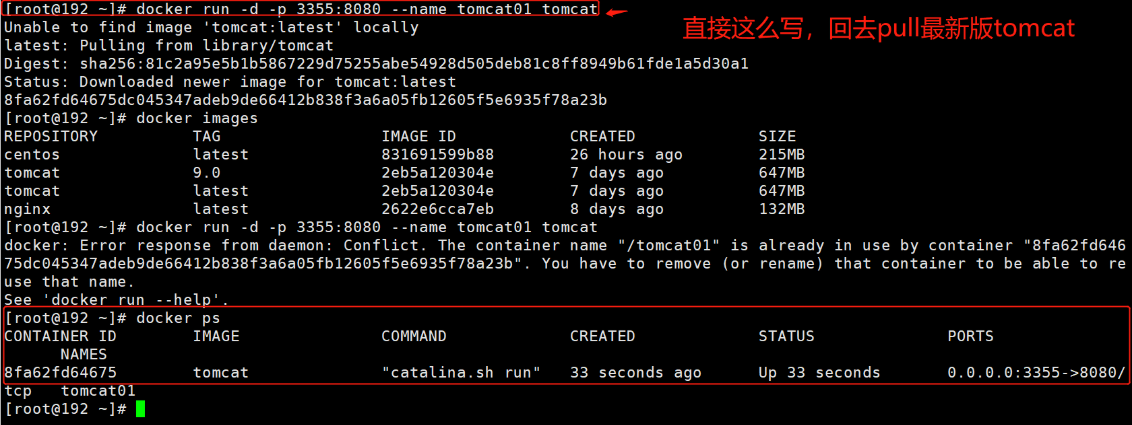 [root@192 ~]# docker run -d -p 3355:8080 --name tomcat01 tomcat
直接这么写，回去pull最新版tomcat
Unable to find image 'tomcat:latest' locally
latest: Pulling from library/tomcat
Digest: sha256:81c2a95e5b1b5867229d75255abe54928d505deb81c8ff8949b61fde1a5d30a1
Status: Downloaded newer image for tomcat:latest
8fa62fd64675dc045347adeb9de66412b838f3a6a05fb12605f5e6935f78a23b
[root@192 ~]# docker images
REPOSITORY TAG IMAGE ID CREATED SIZE
centos latest 831691599b88 26 hours ago 215MB
tomcat 9.0 2eb5a120304e 7 days ago 647MB
tomcat latest 2eb5a120304e 7 days ago 647MB
nginx latest 2622e6cca7eb 8 days ago 132MB
[root@192 ~]# docker run -d -p 3355:8080 --name tomcat01 tomcat
docker: Error response from daemon: Conflict. The container name "/tomcat01" is already in use by container "8fa62fd646
75dc045347adeb9de66412b838f3a6a05fb12605f5e6935f78a23b". You have to remove (or rename) that container to be able to re
use that name.
See 'docker run --help'.
[root@192 ~]# docker ps
CONTAINER ID IMAGE COMMAND CREATED STATUS PORTS
NAMES
8fa62fd64675 tomcat "catalina.sh run" 33 seconds ago Up 33 seconds 0.0.0.0:3355->8080/
tcp tomcat01
[root@192 ~]#